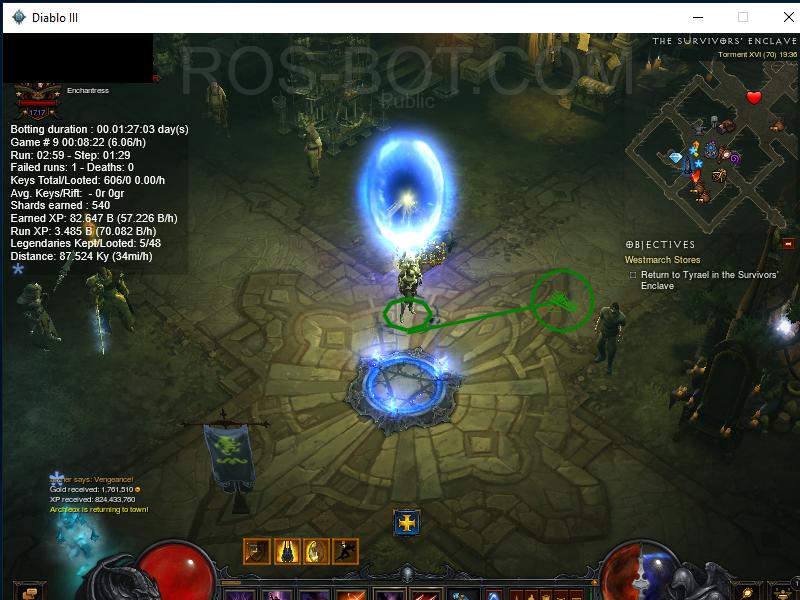 Diablo III
ROS-BOT.COM
Public
THE SURVIVORS' ENCLAVE
Torment XVI (70) 19:36
Enchantress
1717
Botting duration : 00.01:27:03 day(s)
Game # 9 00:08:22 (6.06/h)
Run: 02:59 - Step: 01:29
Failed runs: 1 - Deaths: 0
Keys Total/Looted: 606/0 0.00/h
Avg. Keys/Rift:  - 0r 0gr
Shards earned : 540
Earned XP: 82.647 B (57.226 B/h)
Run XP: 3.485 B (70.082 B/h)
Legendaries Kept/Looted: 5/48
Distance: 87.524 Ky (34mi/h)
OBJECTIVES
Westmarch Stores
Return to Tyrael in the Survivors'
Enclave
says: Vengeance!
Gold received: 1,761,510
XP received: 824,433,760
Archleox is returning to town!